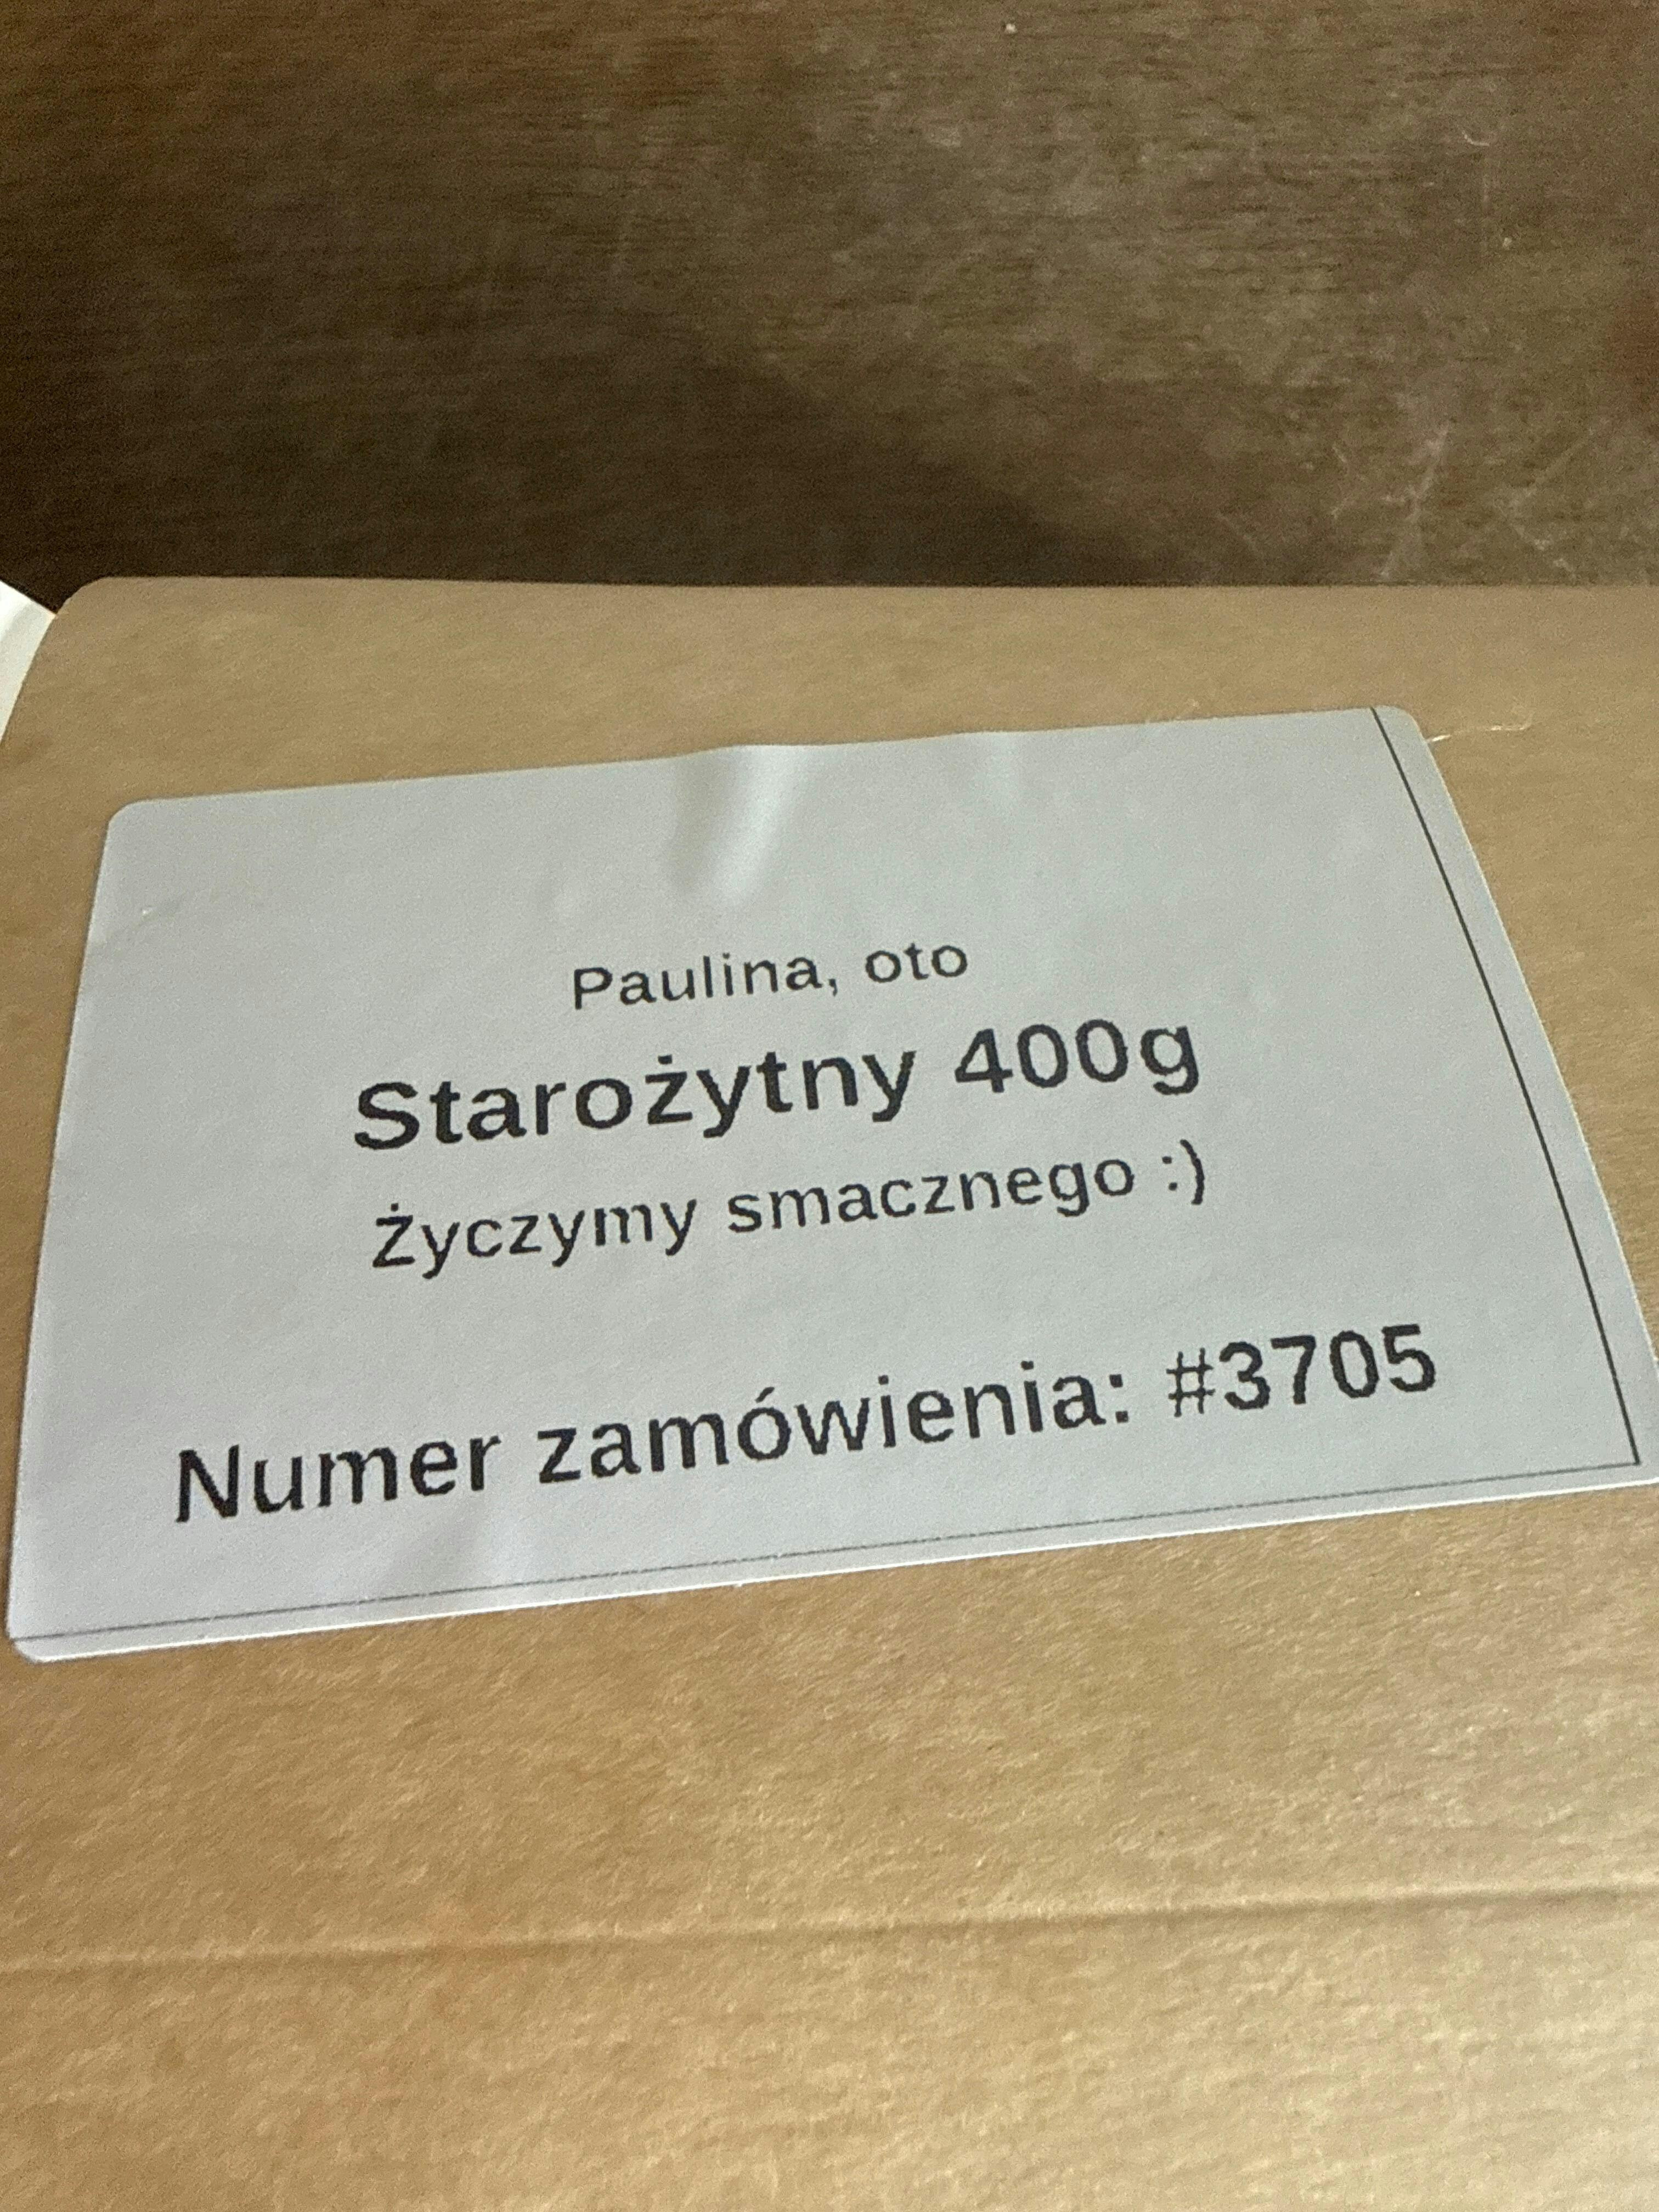 Paulina, oto
Starożytny 400g
Życzymy smacznego :)
Numer zamówienia: #3705